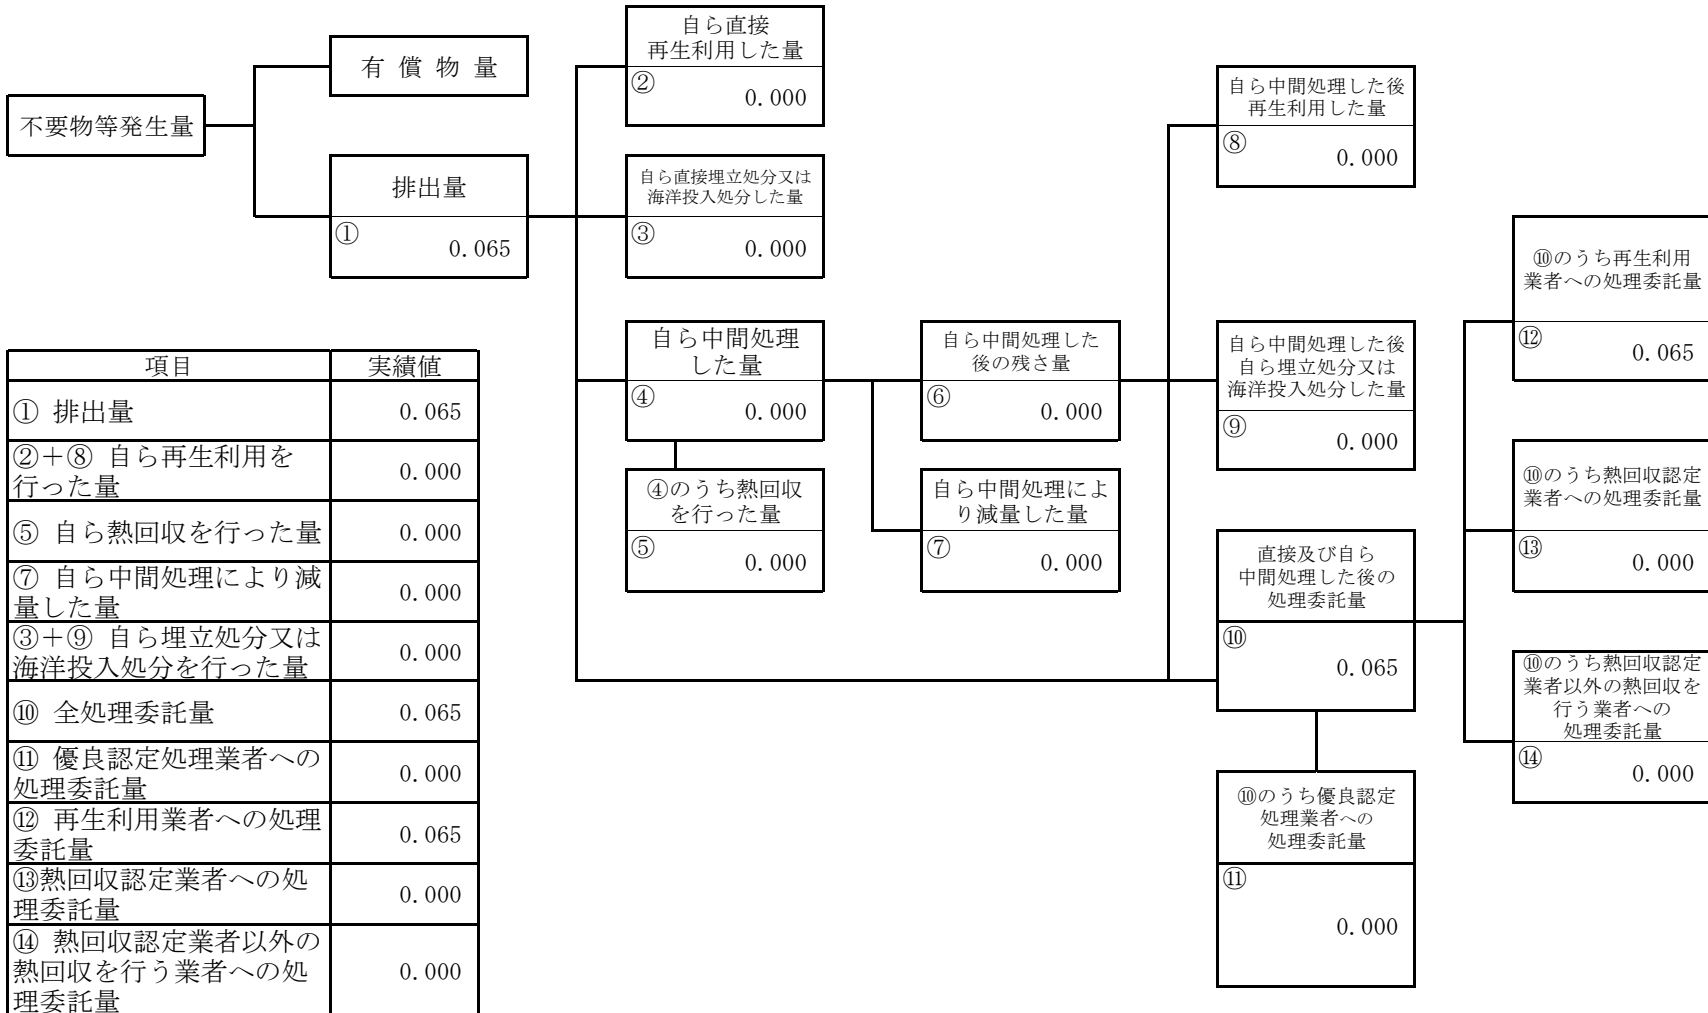 不要物等発生量
有 償 物 量
排出量
①
0.065
自ら直接
再生利用した量
②
0.000
自ら直接埋立処分又は
海洋投入処分した量
③
0.000
自ら中間処理
した量
④
0.000
④のうち熱回収
を行った量
⑤
0.000
自ら中間処理した
後の残さ量
⑥
0.000
自ら中間処理によ
り減量した量
⑦
0.000
自ら中間処理した後
再生利用した量
⑧
0.000
自ら中間処理した後
自ら埋立処分又は
海洋投入処分した量
⑨
0.000
直接及び自ら
中間処理した後の
処理委託量
⑩
0.065
⑩のうち優良認定
処理業者への
処理委託量
⑪
0.000
⑩のうち再生利用
業者への処理委託量
⑫
0.065
⑩のうち熱回収認定
業者への処理委託量
⑬
0.000
⑩のうち熱回収認定
業者以外の熱回収を
行う業者への
処理委託量
⑭
0.000
項目 実績値
① 排出量 0.065
②＋⑧ 自ら再生利用を
行った量 0.000
⑤ 自ら熱回収を行った量 0.000
⑦ 自ら中間処理により減
量した量 0.000
③＋⑨ 自ら埋立処分又は
海洋投入処分を行った量 0.000
⑩ 全処理委託量 0.065
⑪ 優良認定処理業者への
処理委託量 0.000
⑫ 再生利用業者への処理
委託量 0.065
⑬熱回収認定業者への処
理委託量 0.000
⑭ 熱回収認定業者以外の
熱回収を行う業者への処
理委託量 0.000